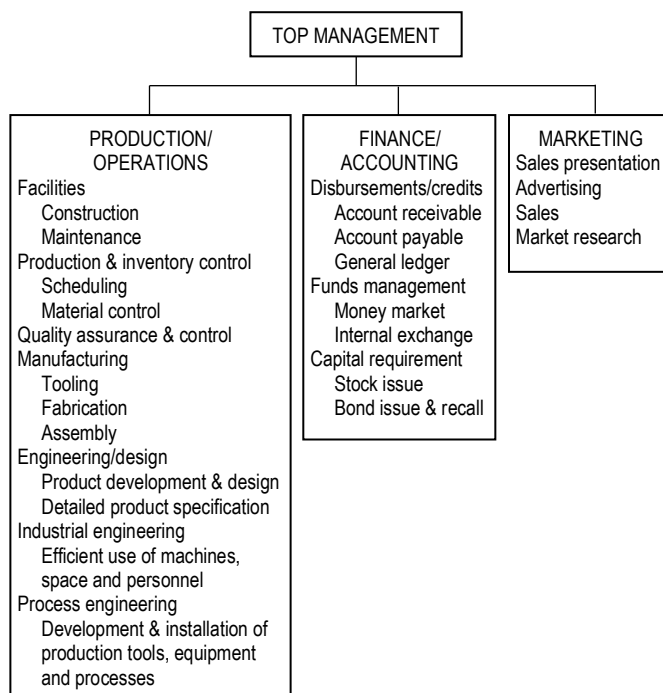 TOP MANAGEMENT
PRODUCTION/
OPERATIONS
Facilities
Construction
Maintenance
Production & inventory control
Scheduling
Material control
Quality assurance & control
Manufacturing
Tooling
Fabrication
Assembly
Engineering/design
Product development & design
Detailed product specification
Industrial engineering
Efficient use of machines,
space and personnel
Process engineering
Development & installation of
production tools, equipment
and processes
FINANCE/
ACCOUNTING
Disbursements/credits
Account receivable
Account payable
General ledger
Funds management
Money market
Internal exchange
Capital requirement
Stock issue
Bond issue & recall
MARKETING
Sales presentation
Advertising
Sales
Market research